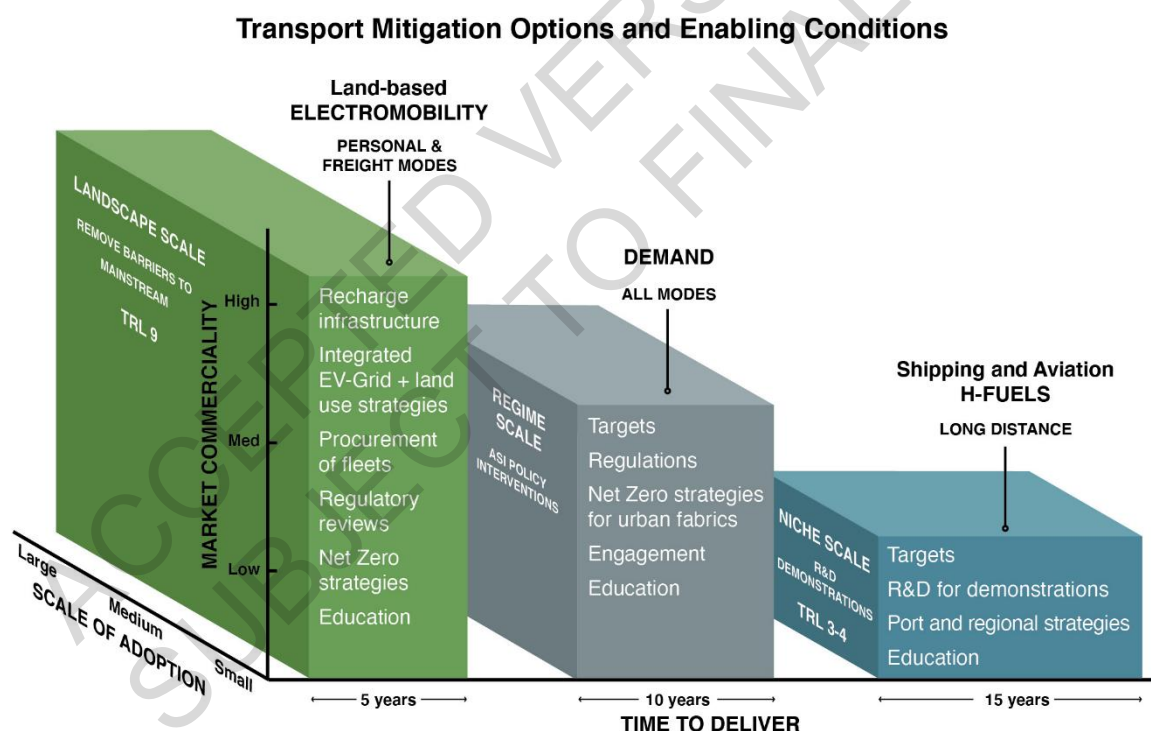 Transport Mitigation Options and Enabling Conditions
Land-based
ELECTROMOBILITY
PERSONAL &
FREIGHT MODES
LANDSCAPE SCALE
REMOVE BARRIERS TO
MAINSTREAM
TRL 9
MARKET COMMERCIALITY
High
Med
Low
Recharge
infrastructure
Integrated
EV-Grid + land
use strategies
Procurement
of fleets
Regulatory
reviews
Net Zero
strategies
Education
DEMAND
ALL MODES
REGIME
SCALE
ASI POLICY
INTERVENTIONS
Targets
Regulations
Net Zero strategies
for urban fabrics
Engagement
Education
Shipping and Aviation
H-FUELS
LONG DISTANCE
NICHE SCALE
R&D
DEMONSTRATIONS
TRL 3-4
Targets
R&D for demonstrations
Port and regional strategies
Education
Large
Medium
Small
SCALE OF ADOPTION
5 years
10 years
15 years
TIME TO DELIVER
ACCEPTED VERS
SUBJECT TO FINAL